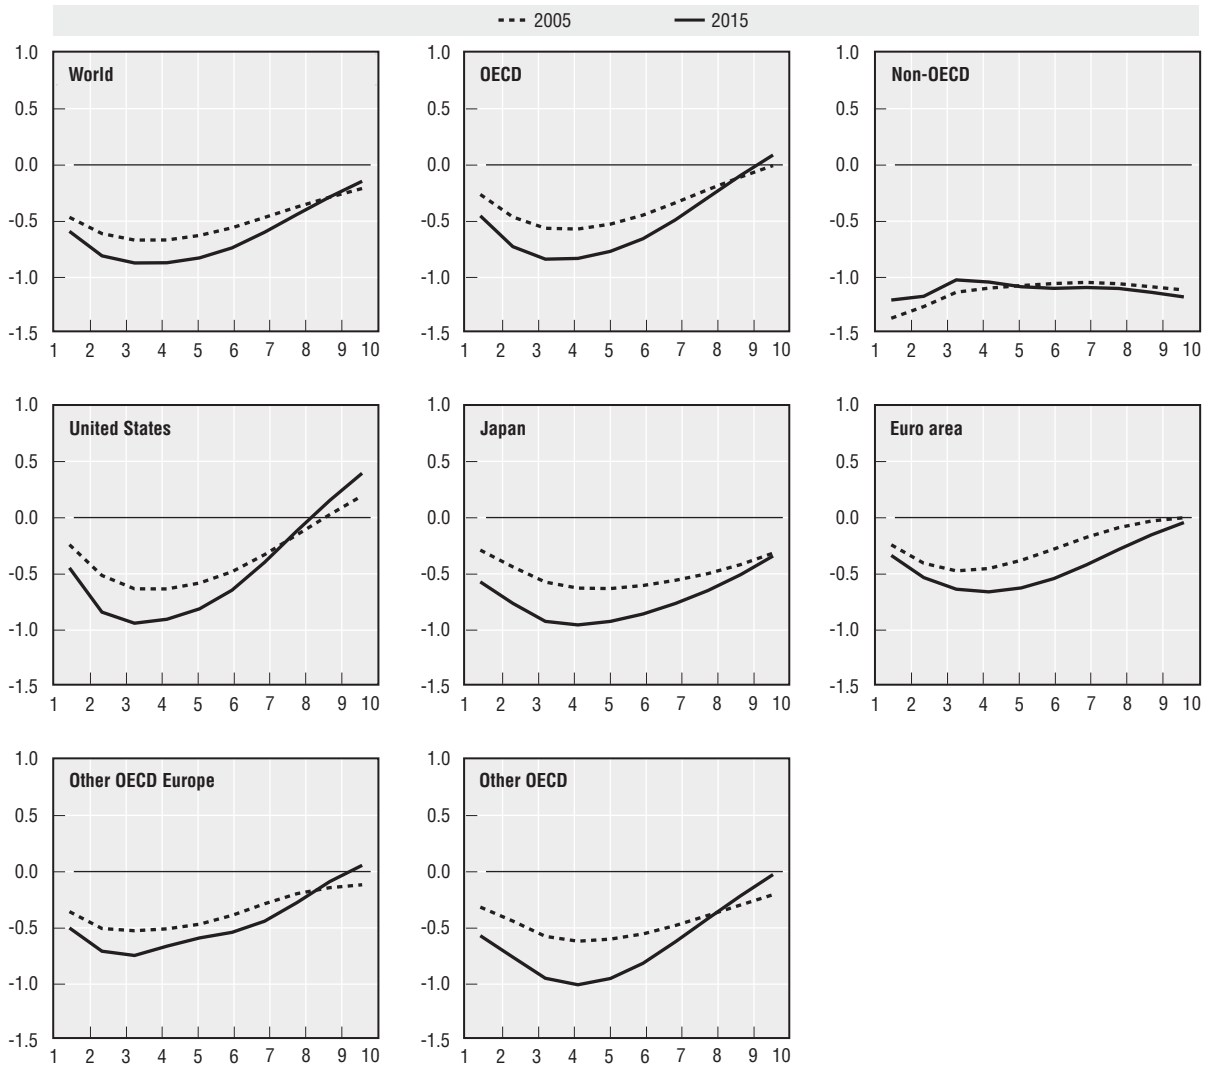 2005 2015
1.0 1.0 1.0
World OECD Non-OECD
0.5 0.5 0.5
0.0 0.0 0.0
-0.5 -0.5 -0.5
-1.0 -1.0 -1.0
-1.5 -1.5 -1.5
1 2 3 4 5 6 7 8 9 10 1 2 3 4 5 6 7 8 9 10 1 2 3 4 5 6 7 8 9 10
1.0 1.0 1.0
United States Japan Euro area
0.5 0.5 0.5
0.0 0.0 0.0
-0.5 -0.5 -0.5
-1.0 -1.0 -1.0
-1.5 -1.5 -1.5
1 2 3 4 5 6 7 8 9 10 1 2 3 4 5 6 7 8 9 10 1 2 3 4 5 6 7 8 9 10
1.0 1.0
Other OECD Europe Other OECD
0.5 0.5
0.0 0.0
-0.5 -0.5
-1.0 -1.0
-1.5 -1.5
1 2 3 4 5 6 7 8 9 10 1 2 3 4 5 6 7 8 9 10